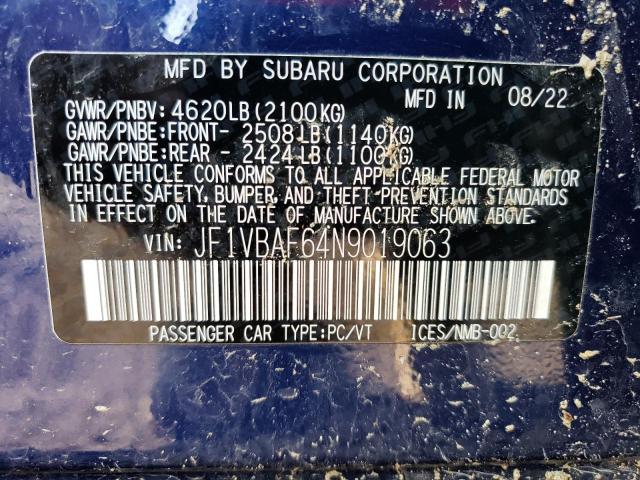 MFD BY SUBARU CORPORATION
MFD IN 08/22
GVWR/PNBV: 4620LB(2100KG)
GAWR/PNBE:FRONT- 2508LB(1140KG)
GAWR/PNBE:REAR - 2424LB(1100KG)
THIS VEHICLE CONFORMS TO ALL APPLICABLE FEDERAL MOTOR
VEHICLE SAFETY, BUMPER, AND THEFT PREVENTION STANDARDS
IN EFFECT ON THE DATE OF MANUFACTURE SHOWN ABOVE.
VIN: JF1VBAF64N9019063
PASSENGER CAR TYPE:PC/VT ICES/NMB-002